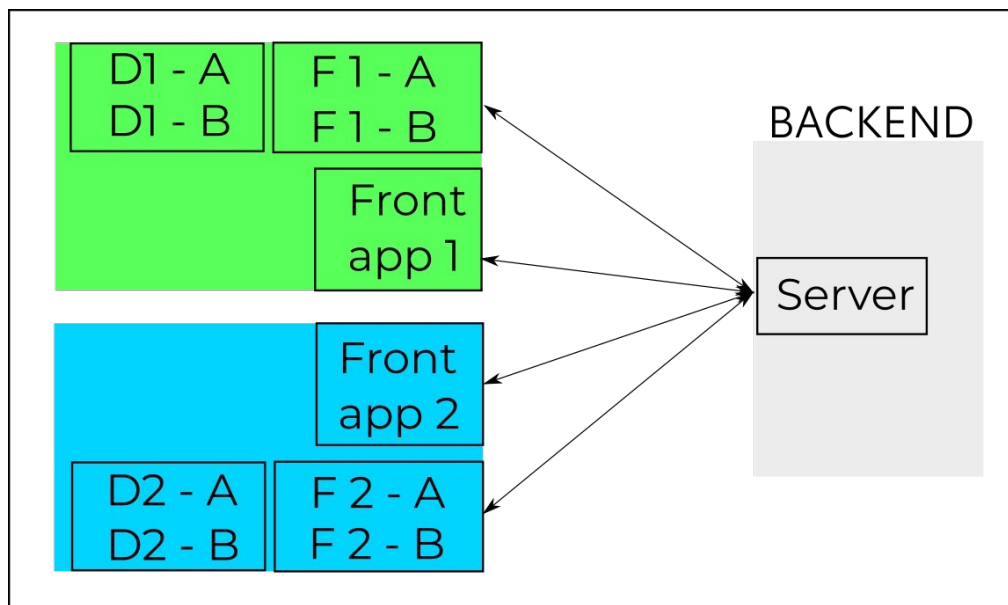 D1 - A
D1 - B
F 1 - A
F 1 - B
BACKEND
Front
app 1
Server
Front
app 2
D2 - A
D2 - B
F 2 - A
F 2 - B